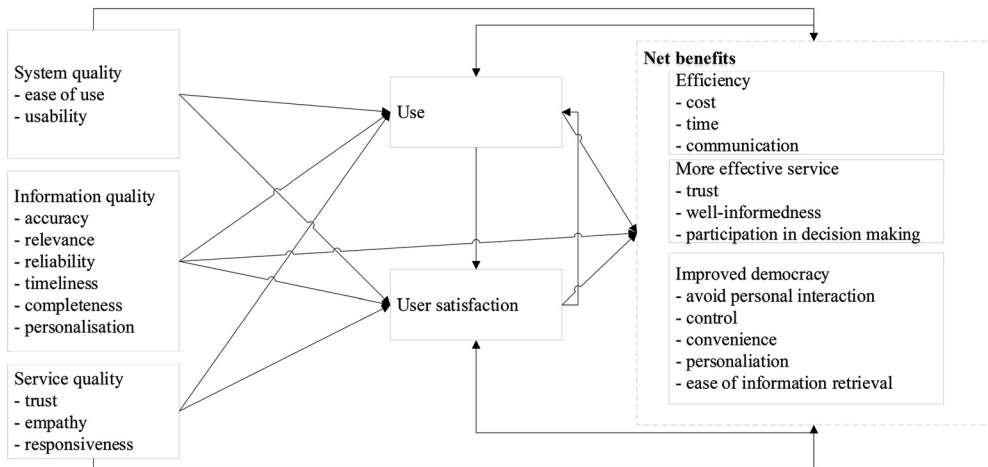 System quality
- ease of use
- usability
Information quality
- accuracy
- relevance
- reliability
- timeliness
- completeness
- personalisation
Service quality
- trust
- empathy
- responsiveness
Use
User satisfaction
Net benefits
Efficiency
- cost
- time
- communication
More effective service
- trust
- well-informedness
- participation in decision making
Improved democracy
- avoid personal interaction
- control
- convenience
- personaliation
- ease of information retrieval